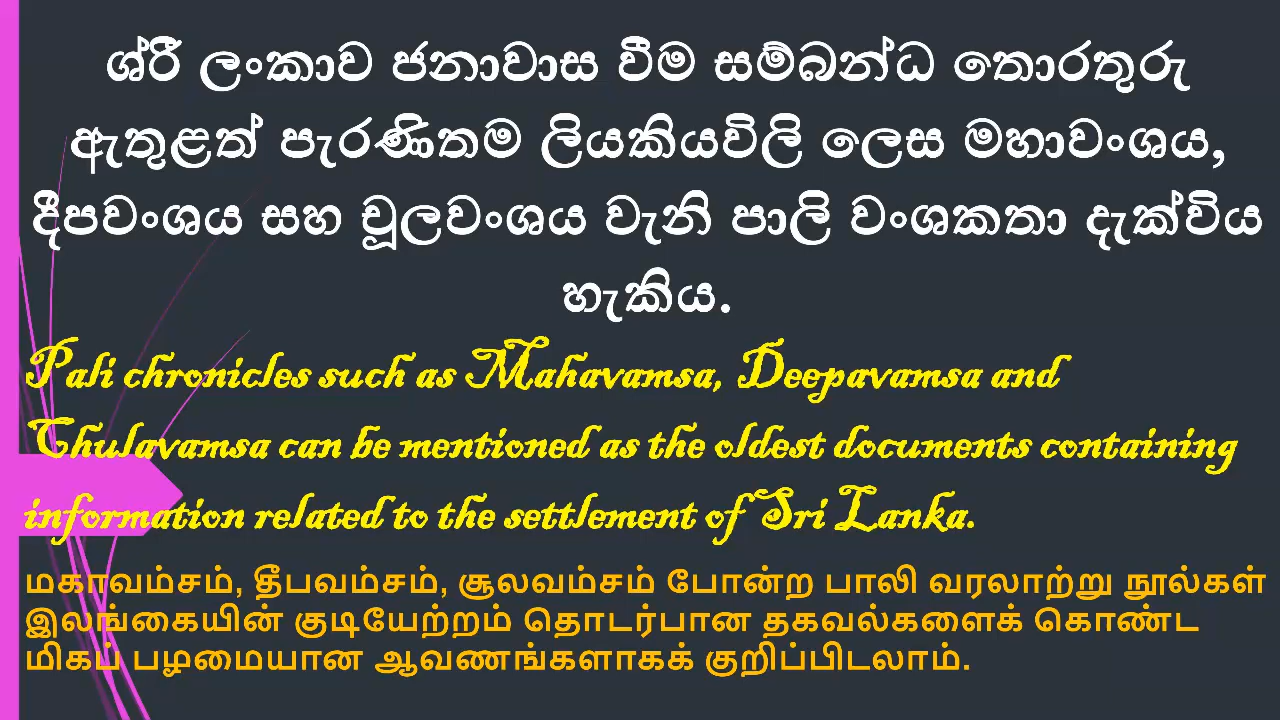 ශ්රී ලංකාව ජනාවාස වීම සම්බන්ධ තොරතුරු
ඇතුළත් පැරණිතම ලියකියවිලි ලෙස මහාවංශය,
දීපවංශය සහ චූලවංශය වැනි පාලි වංශකතා දැක්විය
හැකිය.
Pali chronicles such as Mahavamsa, Deepavamsa and
Chulavamsa can be mentioned as the oldest documents containing
information related to the settlement of Sri Lanka.
மகாவம்சம், தீபவம்சம், சூலவம்சம் போன்ற பாலி வரலாற்று நூல்கள்
இலங்கையின் குடியேற்றம் தொடர்பான தகவல்களைக் கொண்ட
மிகப் பழமையான ஆவணங்களாகக் குறிப்பிடலாம்.